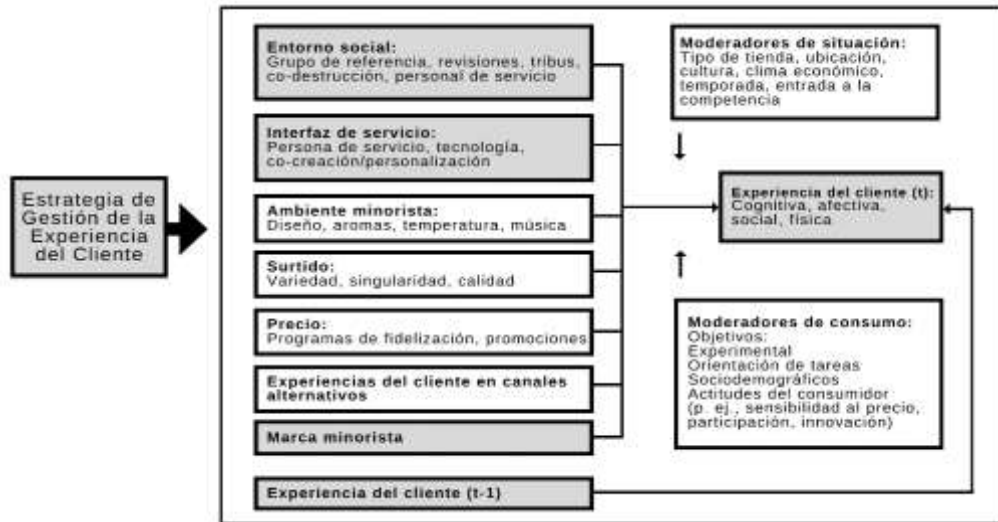 Estrategia de
Gestión de la
Experiencia
del Cliente
Entorno social:
Grupo de referencia, revisiones, tribus,
co-destrucción, personal de servicio
Interfaz de servicio:
Persona de servicio, tecnología,
co-creación/personalización
Ambiente minorista:
Diseño, aromas, temperatura, música
Surtido:
Variedad, singularidad, calidad
Precio:
Programas de fidelización, promociones
Experiencias del cliente en canales
alternativos
Marca minorista
Experiencia del cliente (t-1)
Moderadores de situación:
Tipo de tienda, ubicación,
cultura, clima económico,
temporada, entrada a la
competencia
Experiencia del cliente (t):
Cognitiva, afectiva,
social, física
Moderadores de consumo:
Objetivos:
Experimental
Orientación de tareas
Sociodemográficos
Actitudes del consumidor
(p. ej., sensibilidad al precio,
participación, innovación)